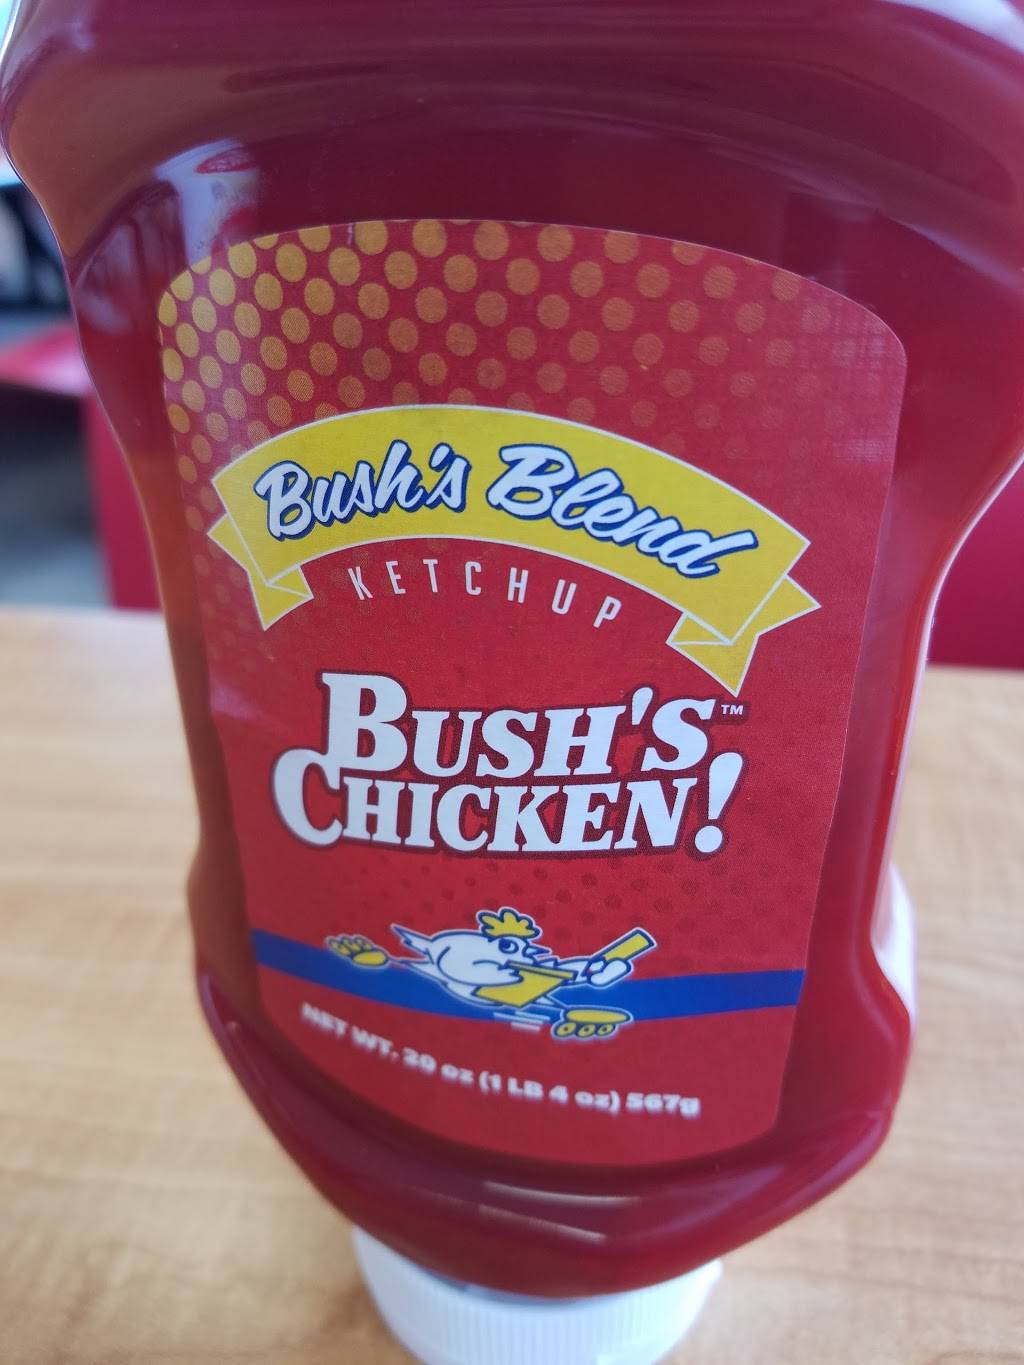 Bush's Blend
KETCHUP
BUSH'S™
CHICKEN!
NET WT. 20 oz (1 LB 4 oz) 567g